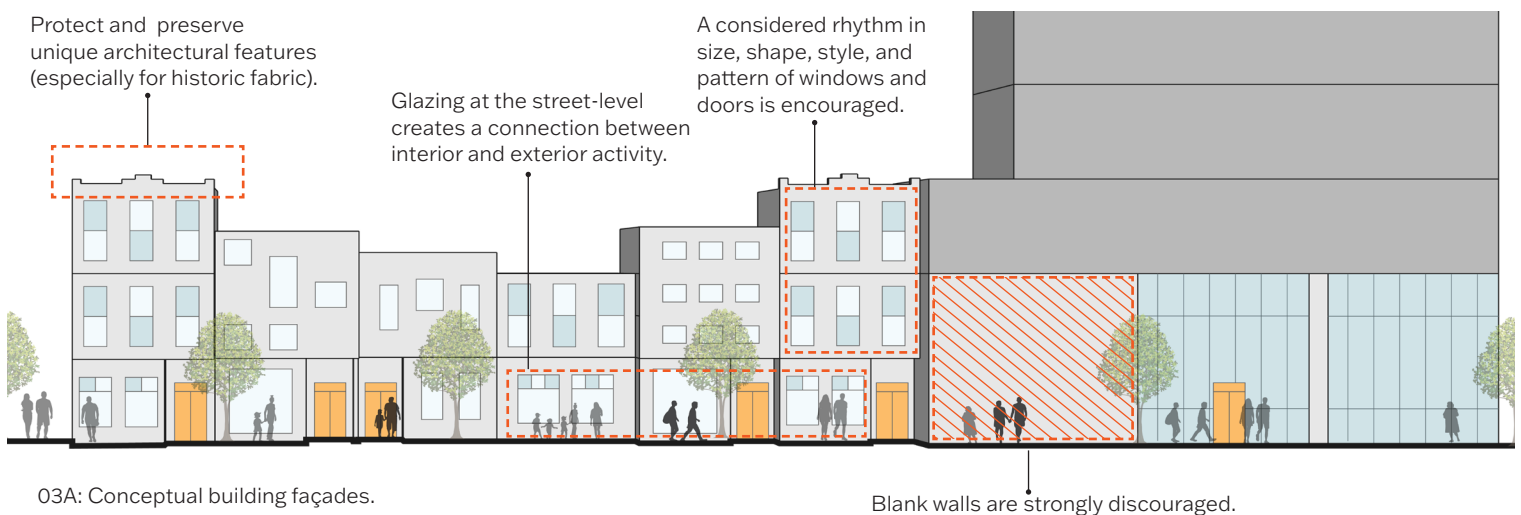 Protect and preserve
unique architectural features
(especially for historic fabric).
Glazing at the street-level
creates a connection between
interior and exterior activity.
A considered rhythm in
size, shape, style, and
pattern of windows and
doors is encouraged.
03A: Conceptual building façades.
Blank walls are strongly discouraged.